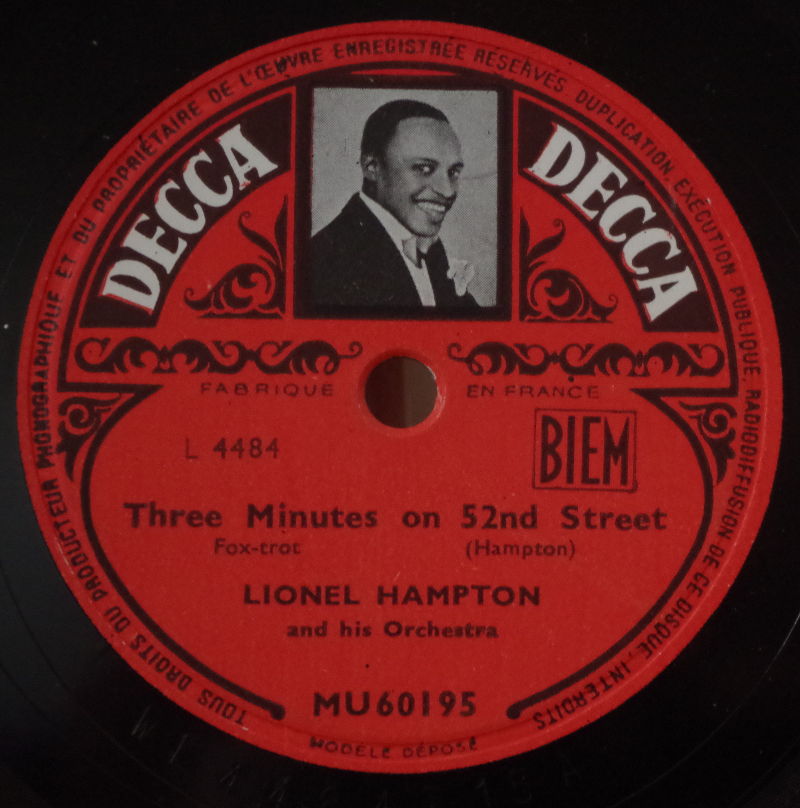 TOUS DROITS DU PRODUCTEUR PHONOGRAPHIQUE ET DU PROPRIÉTAIRE DE L'ŒUVRE ENREGISTRÉE RÉSERVÉS DUPLICATION, EXÉCUTION PUBLIQUE, RADIODIFFUSION DE CE DISQUE, INTERDITS
DECCA DECCA
FABRIQUE EN FRANCE
L 4484 BIEM
Three Minutes on 52nd Street
Fox-trot (Hampton)
LIONEL HAMPTON
and his Orchestra
MU60195
MODÈLE DÉPOSÉ